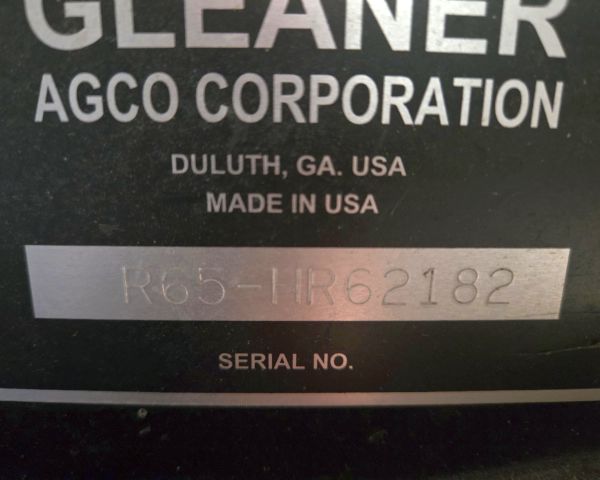 GLEANER
AGCO CORPORATION
DULUTH, GA. USA
MADE IN USA
R65-HR62182
SERIAL NO.